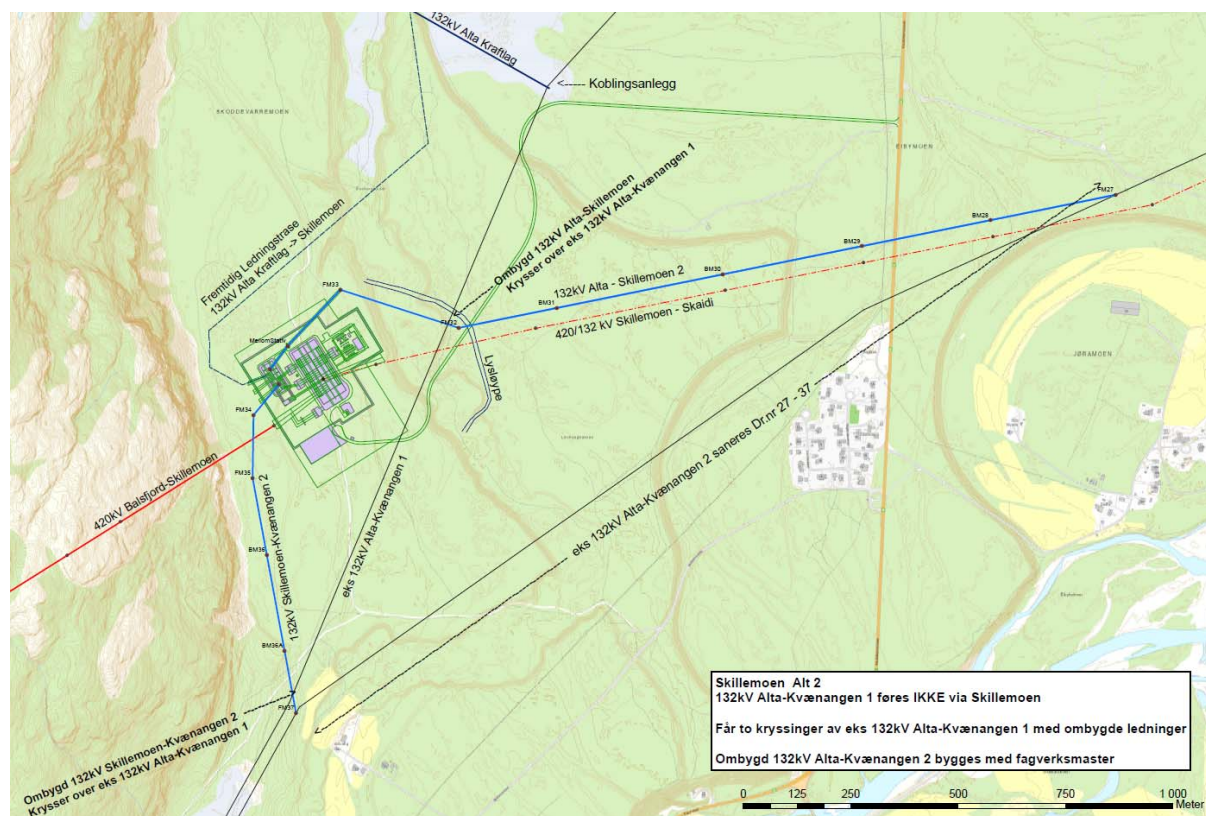 132kV Alta Kraftlag
<----- Koblingsanlegg
SKODDEVARREMOEN
EIBYMOEN
Ombygd 132kV Alta-Skillemoen
Krysser over eks 132kV Alta-Kvænangen 1
FM27
BM28
BM29
BM30
BM31
Fremtidig Ledningstrase
132kV Alta Kraftlag -> Skillemoen
FM33
132kV Alta - Skillemoen 2
420/132 kV Skillemoen - Skaidi
FM32
Lysløype
JØRAMOEN
FM34
420kV Balsfjord-Skillemoen
FM35
132kV Skillemoen-Kvænangen 2
eks 132kV Alta-Kvænangen 1
eks 132kV Alta-Kvænangen 2 saneres Dr.nr 27 - 37
BM36
BM36A
FM37
Ombygd 132kV Skillemoen-Kvænangen 2
Krysser over eks 132kV Alta-Kvænangen 1
Skillemoen Alt 2
132kV Alta-Kvænangen 1 føres IKKE via Skillemoen
Får to kryssinger av eks 132kV Alta-Kvænangen 1 med ombygde ledninger
Ombygd 132kV Alta-Kvænangen 2 bygges med fagverksmaster
0 125 250 500 750 1 000
Meter